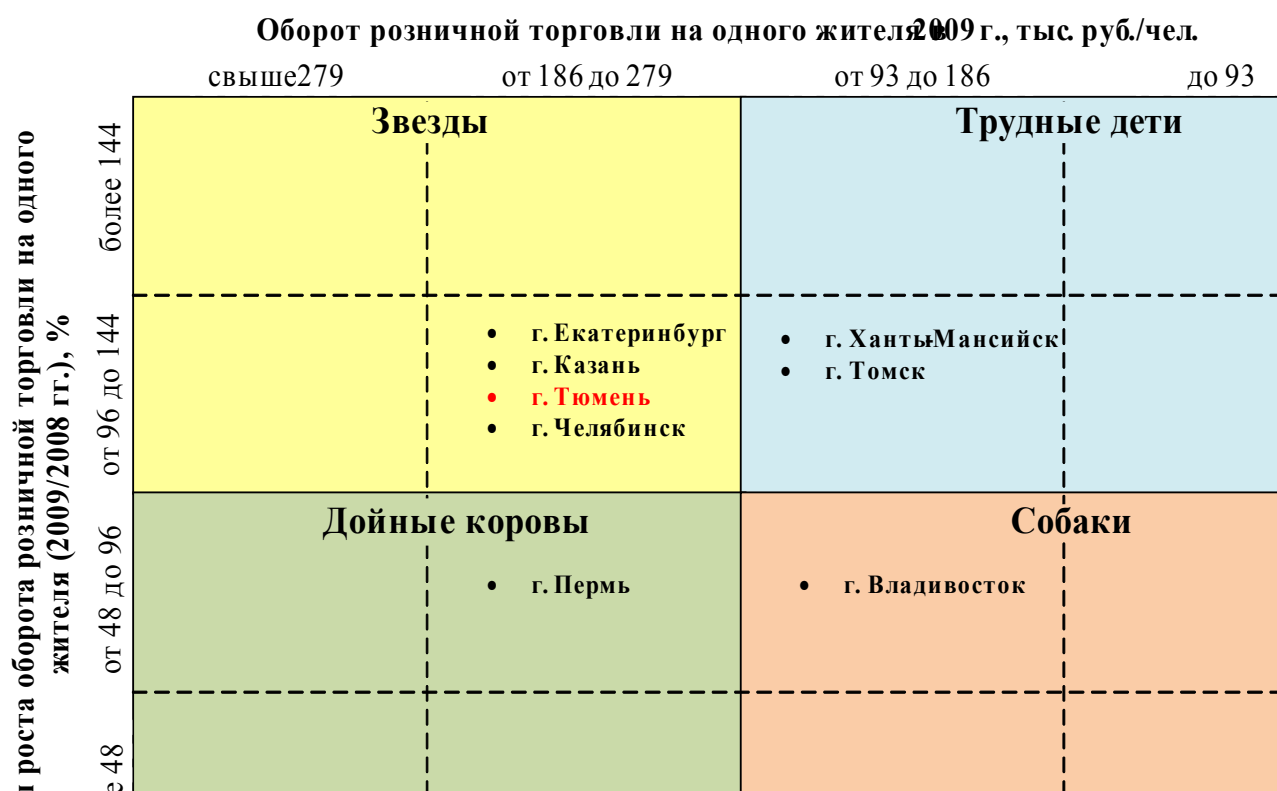 Оборот розничной торговли на одного жителя в 2009 г., тыс. руб./чел.
свыше279 от 186 до 279 от 93 до 186 до 93
роста оборота розничной торговли на одного
жителя (2009/2008 гг.), %
более 144
от 96 до 144
от 48 до 96
48
Звезды
Трудные дети
• г. Екатеринбург
• г. Казань
• г. Тюмень
• г. Челябинск
• г. Ханты-Мансийск
• г. Томск
Дойные коровы
Собаки
• г. Пермь
• г. Владивосток